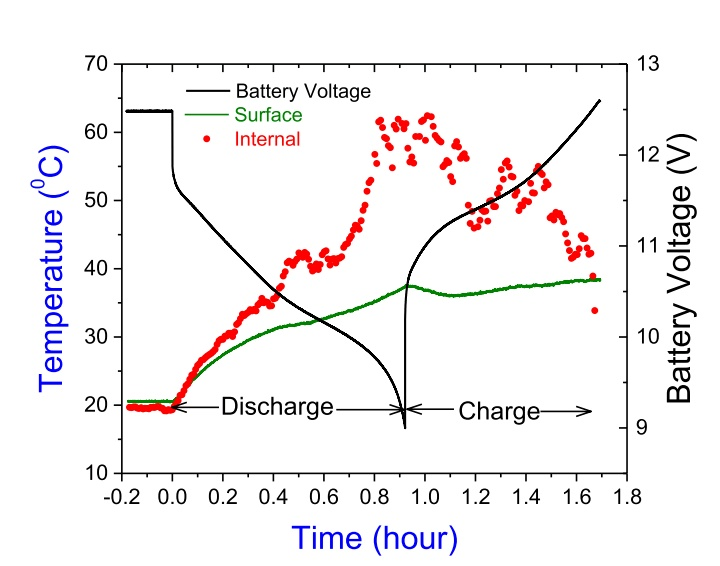 Battery Voltage
Surface
Internal
70
60
50
40
30
20
10
Temperature (⁰C)
13
12
11
10
9
Battery Voltage (V)
Discharge
Charge
-0.2 0.0 0.2 0.4 0.6 0.8 1.0 1.2 1.4 1.6 1.8
Time (hour)